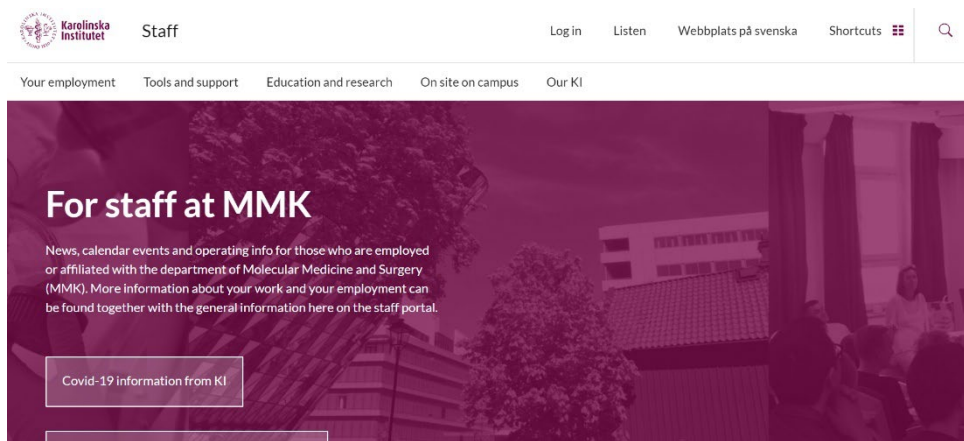 Karolinska
Institutet
Staff
Log in
Listen
Webbplats på svenska
Shortcuts
Your employment
Tools and support
Education and research
On site on campus
Our KI
For staff at MMK
News, calendar events and operating info for those who are employed
or affiliated with the department of Molecular Medicine and Surgery
(MMK). More information about your work and your employment can
be found together with the general information here on the staff portal.
Covid-19 information from KI